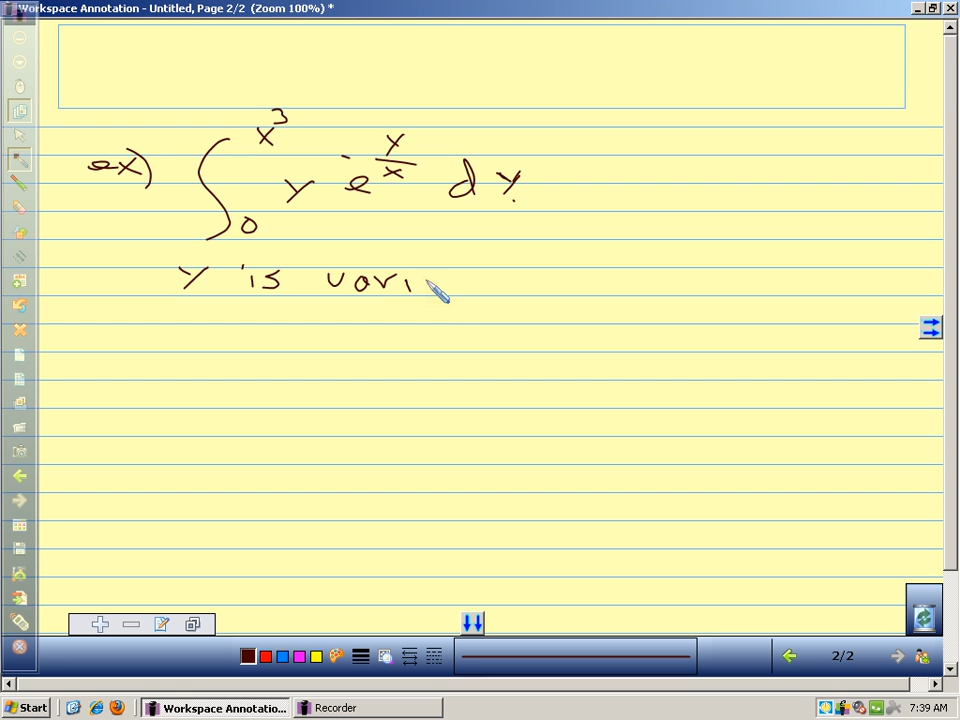 Workspace Annotation - Untitled, Page 2/2 (Zoom 100%) *
ex) ∫₀^{x³} y e^{-y/x} dy
y is vari
2/2
Start
Workspace Annotatio...
Recorder
7:39 AM